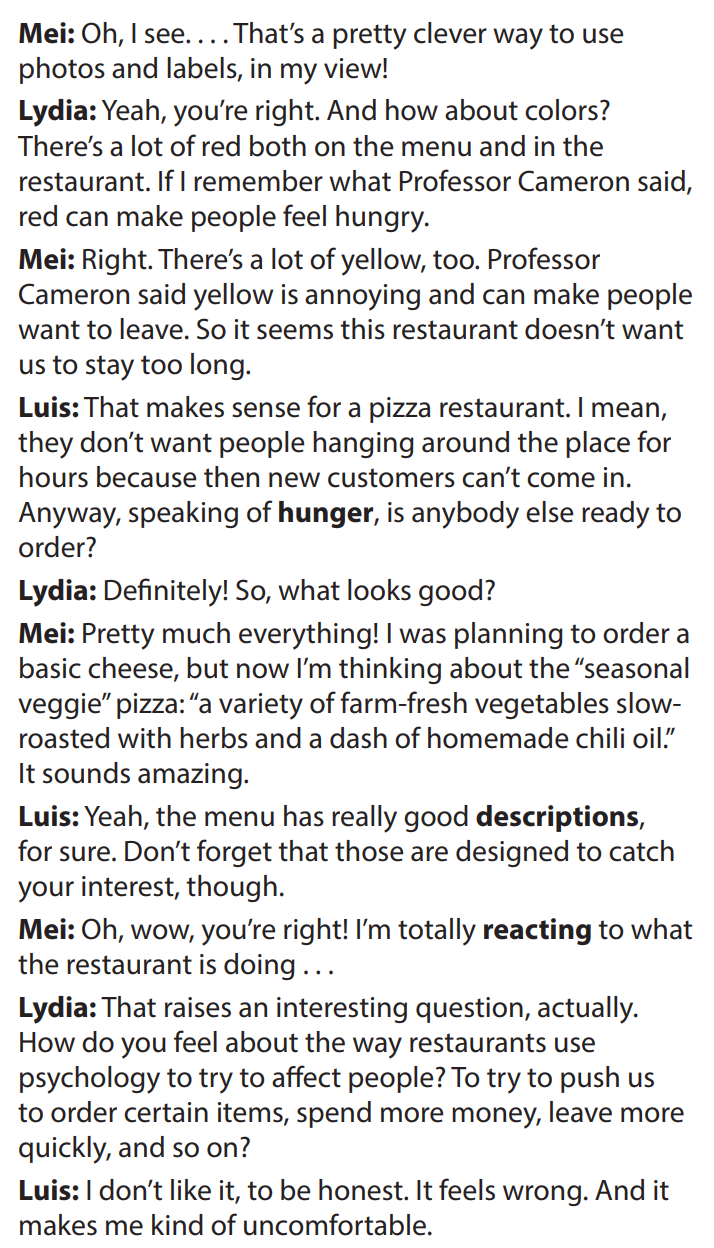 Mei: Oh, I see. . . . That’s a pretty clever way to use
photos and labels, in my view!
Lydia: Yeah, you’re right. And how about colors?
There’s a lot of red both on the menu and in the
restaurant. If I remember what Professor Cameron said,
red can make people feel hungry.
Mei: Right. There’s a lot of yellow, too. Professor
Cameron said yellow is annoying and can make people
want to leave. So it seems this restaurant doesn’t want
us to stay too long.
Luis: That makes sense for a pizza restaurant. I mean,
they don’t want people hanging around the place for
hours because then new customers can’t come in.
Anyway, speaking of hunger, is anybody else ready to
order?
Lydia: Definitely! So, what looks good?
Mei: Pretty much everything! I was planning to order a
basic cheese, but now I’m thinking about the “seasonal
veggie” pizza: “a variety of farm-fresh vegetables slow-
roasted with herbs and a dash of homemade chili oil.”
It sounds amazing.
Luis: Yeah, the menu has really good descriptions,
for sure. Don’t forget that those are designed to catch
your interest, though.
Mei: Oh, wow, you’re right! I’m totally reacting to what
the restaurant is doing . . .
Lydia: That raises an interesting question, actually.
How do you feel about the way restaurants use
psychology to try to affect people? To try to push us
to order certain items, spend more money, leave more
quickly, and so on?
Luis: I don’t like it, to be honest. It feels wrong. And it
makes me kind of uncomfortable.